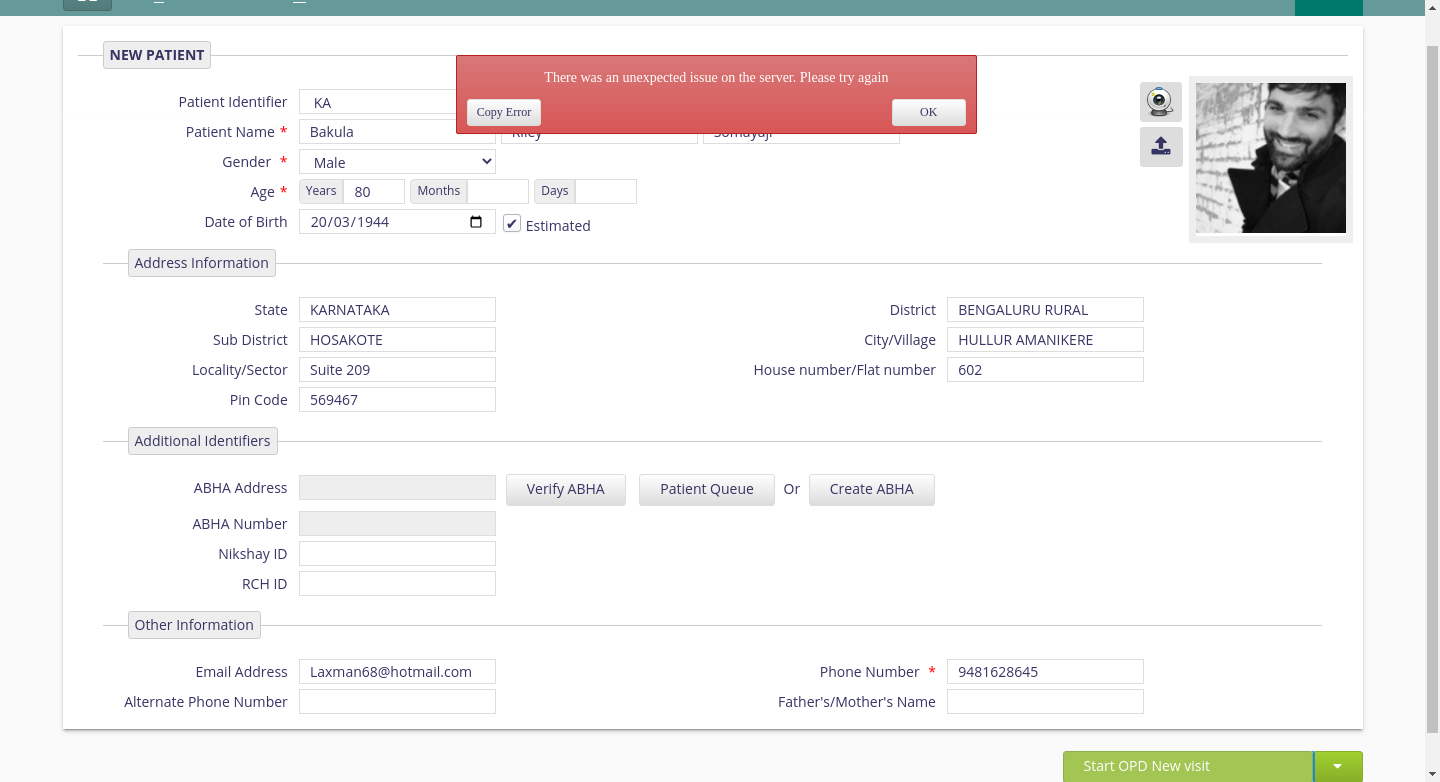 NEW PATIENT
There was an unexpected issue on the server. Please try again
Copy Error OK
Patient Identifier KA
Patient Name * Bakula
Gender * Male
Age * Years 80 Months Days
Date of Birth 20/03/1944 ✔ Estimated
Address Information
State KARNATAKA District BENGALURU RURAL
Sub District HOSAKOTE City/Village HULLUR AMANIKERE
Locality/Sector Suite 209 House number/Flat number 602
Pin Code 569467
Additional Identifiers
ABHA Address Verify ABHA Patient Queue Or Create ABHA
ABHA Number
Nikshay ID
RCH ID
Other Information
Email Address Laxman68@hotmail.com Phone Number * 9481628645
Alternate Phone Number Father's/Mother's Name
Start OPD New visit